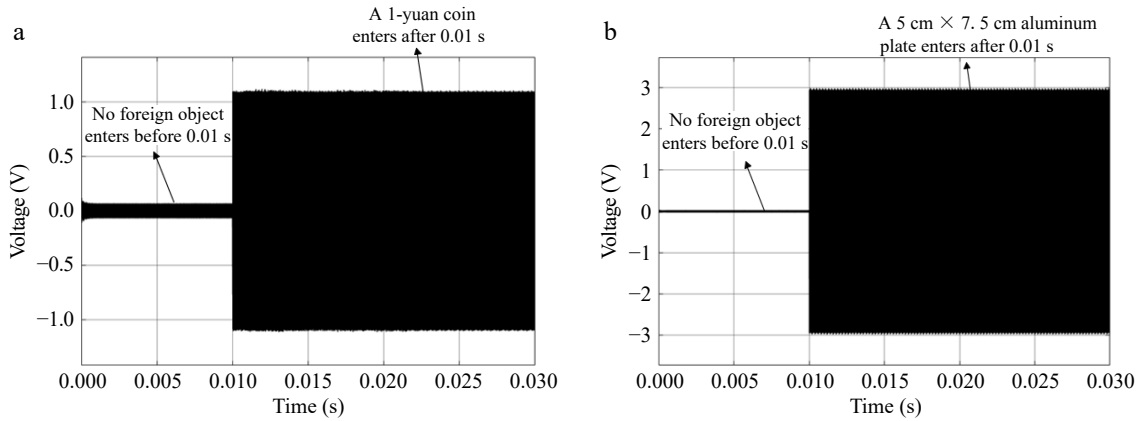 a
A 1-yuan coin
enters after 0.01 s
No foreign object
enters before 0.01 s
Voltage (V)
1.0
0.5
0.0
−0.5
−1.0
0.000 0.005 0.010 0.015 0.020 0.025 0.030
Time (s)
b
A 5 cm × 7. 5 cm aluminum
plate enters after 0.01 s
No foreign object
enters before 0.01 s
Voltage (V)
3
2
1
0
−1
−2
−3
0.000 0.005 0.010 0.015 0.020 0.025 0.030
Time (s)